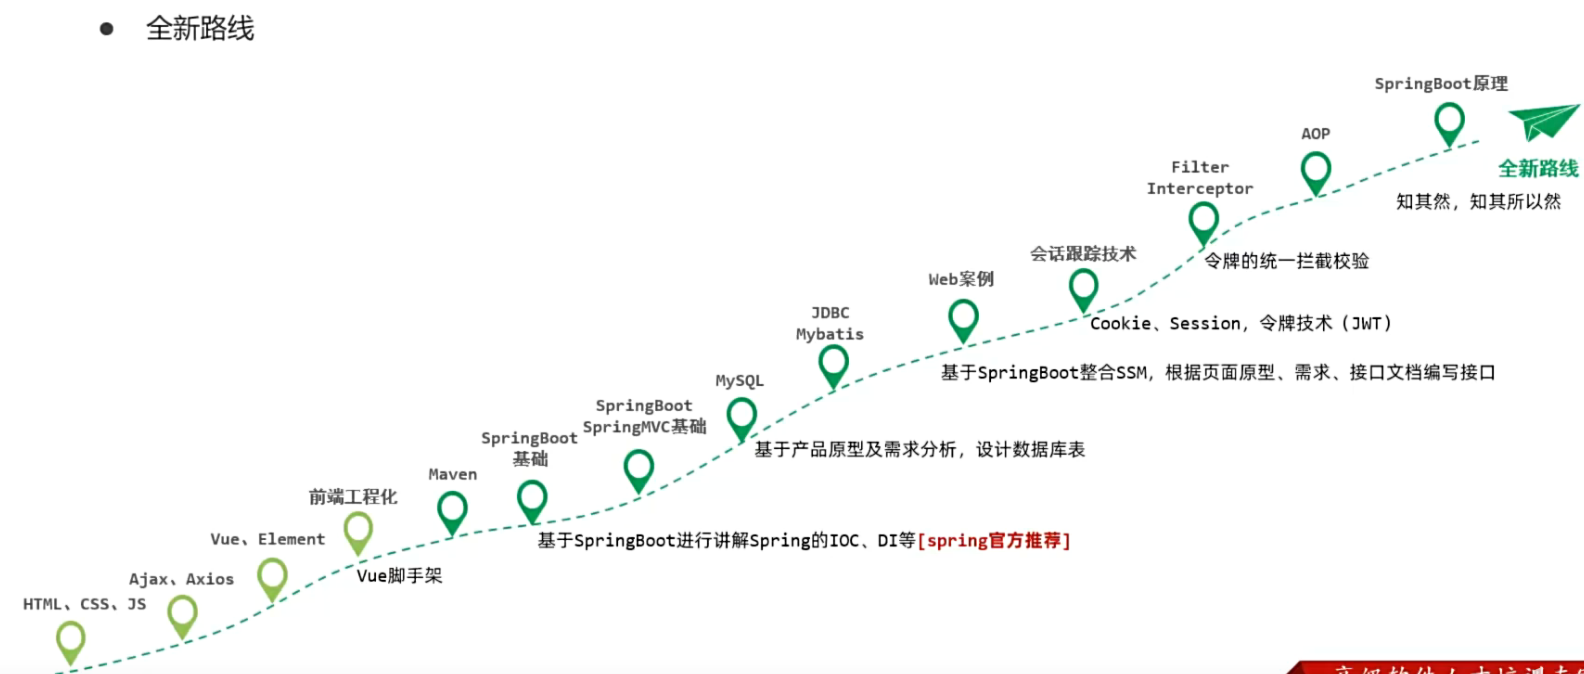 全新路线
SpringBoot原理
AOP
全新路线
Filter
Interceptor
知其然，知其所以然
会话跟踪技术
令牌的统一拦截校验
Web案例
JDBC
Mybatis
Cookie、Session，令牌技术（JWT）
基于SpringBoot整合SSM，根据页面原型、需求、接口文档编写接口
MySQL
SpringBoot
SpringMVC基础
SpringBoot
基础
基于产品原型及需求分析，设计数据库表
Maven
前端工程化
Vue、Element
基于SpringBoot进行讲解Spring的IOC、DI等[spring官方推荐]
Vue脚手架
Ajax、Axios
HTML、CSS、JS